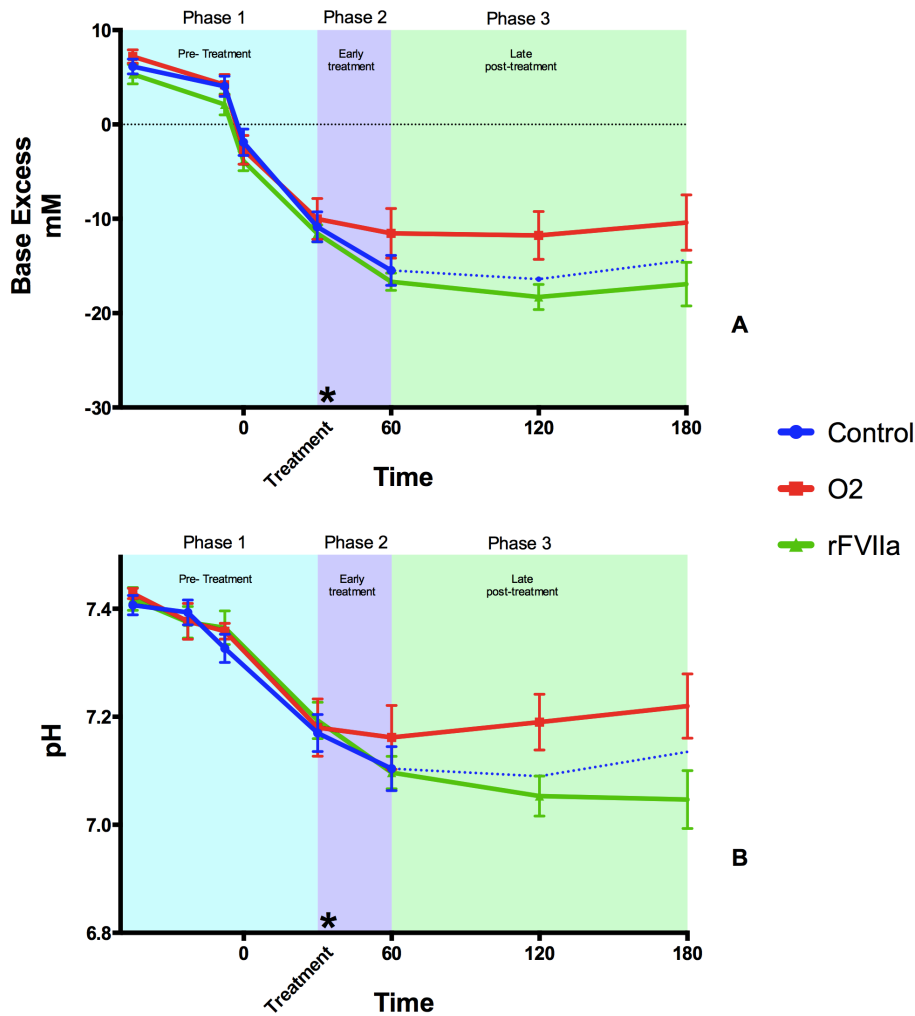 Phase 1 Phase 2 Phase 3
10
Pre- Treatment Early Late
treatment post-treatment
0
Base Excess
mM
-10
-20
-30
A
*
0 60 120 180
Treatment
Time
Control
O2
rFVIIa
Phase 1 Phase 2 Phase 3
Pre- Treatment Early Late
treatment post-treatment
7.4
7.2
pH
7.0
6.8
B
*
0 60 120 180
Treatment
Time